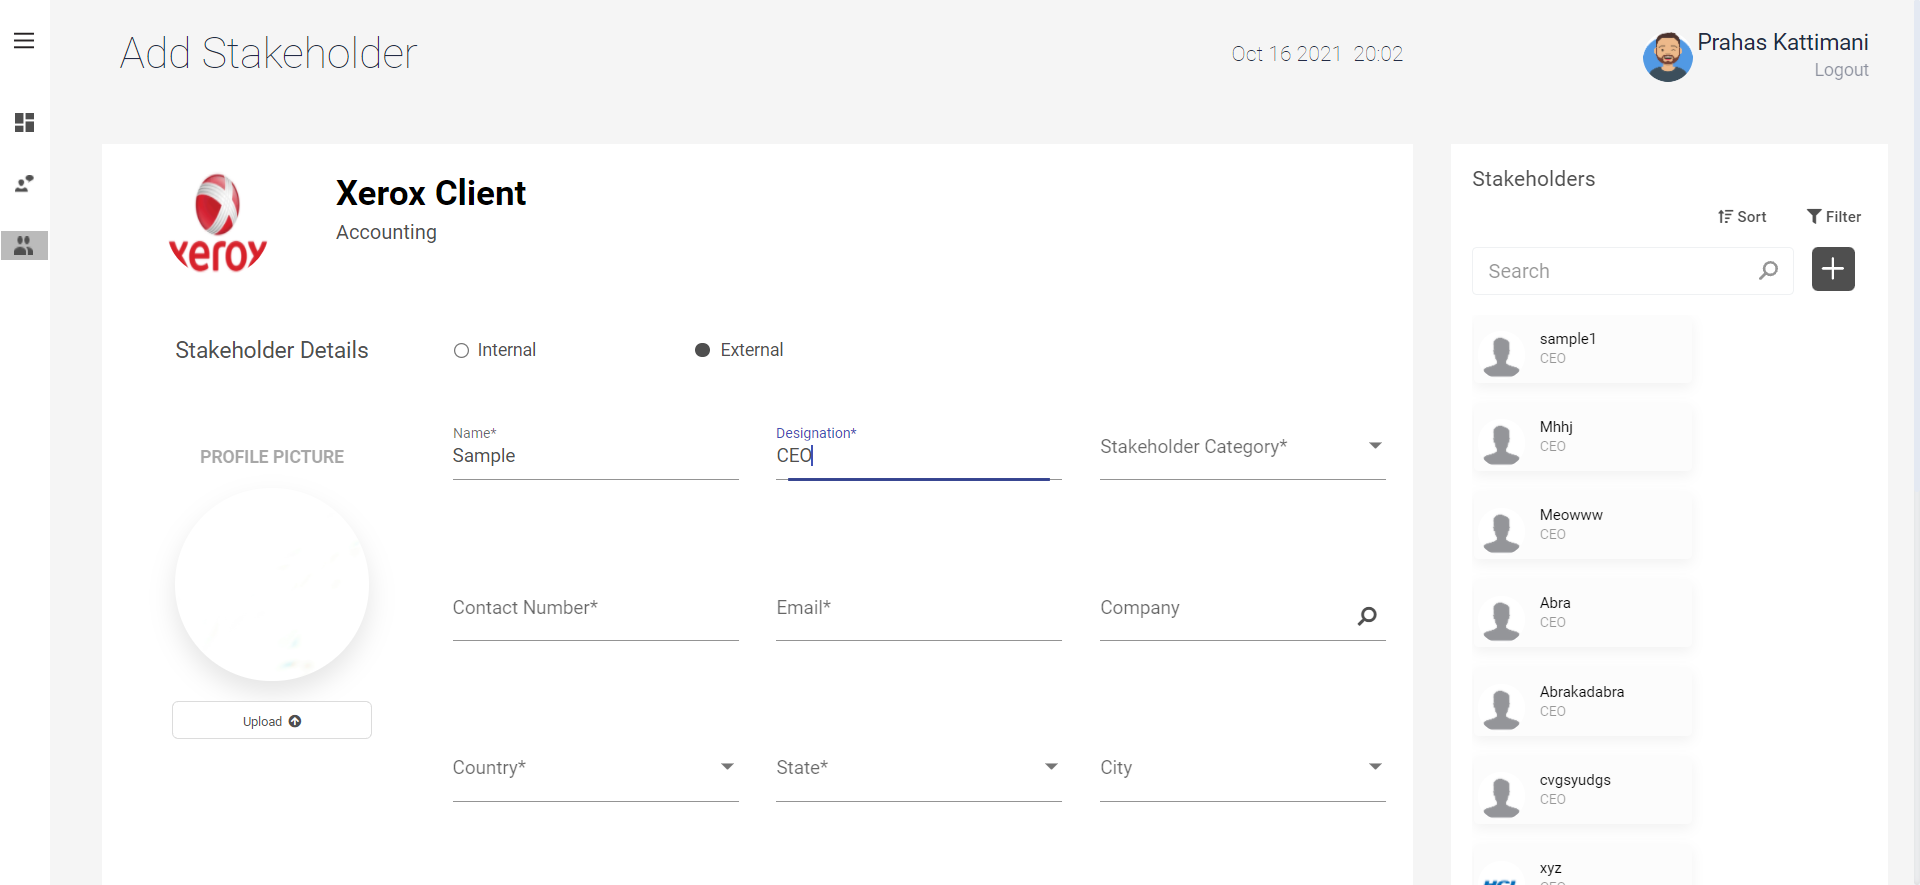 Add Stakeholder
Oct 16 2021 20:02
Prahas Kattimani
Logout
xeroy
Xerox Client
Accounting
Stakeholder Details
Internal
External
PROFILE PICTURE
Upload
Name*
Sample
Designation*
CEO
Stakeholder Category*
Contact Number*
Email*
Company
Country*
State*
City
Stakeholders
Sort
Filter
Search
sample1
CEO
Mhhj
CEO
Meowww
CEO
Abra
CEO
Abrakadabra
CEO
cvgsyudgs
CEO
xyz